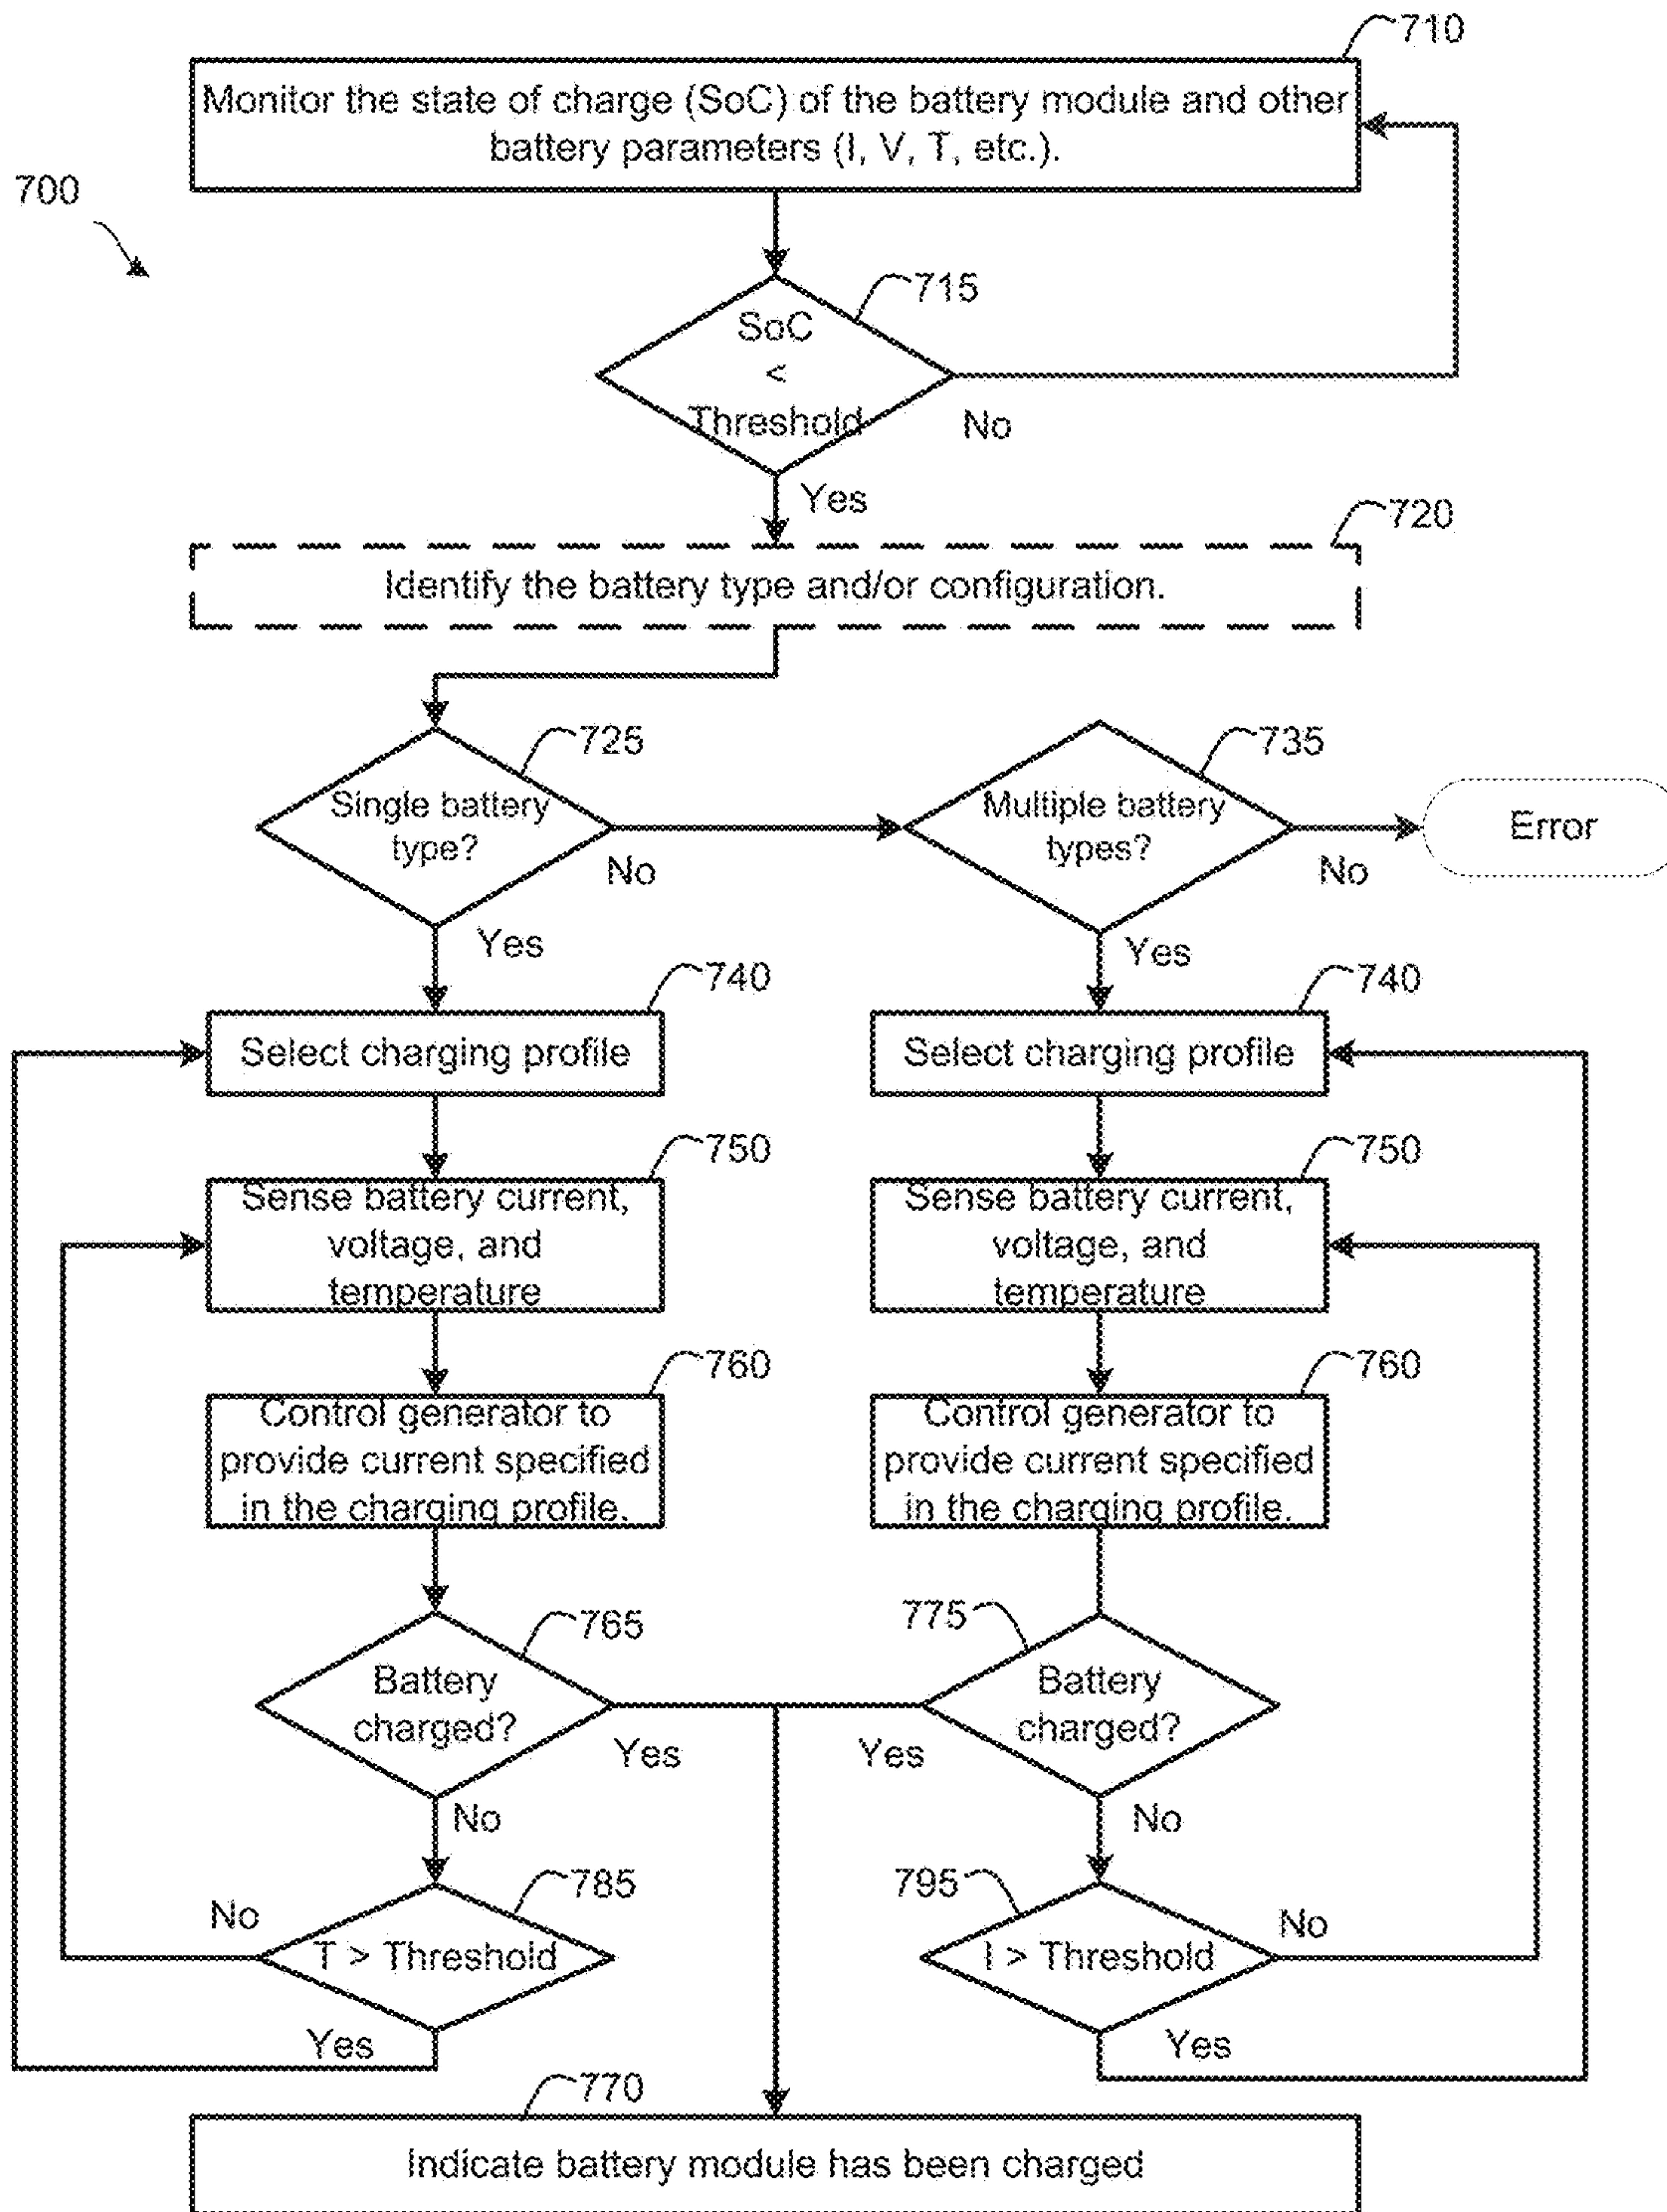 710
Monitor the state of charge (SoC) of the battery module and other
battery parameters (I, V, T, etc.).
700
715
SoC
<
Threshold
No
Yes
720
Identify the battery type and/or configuration.
725
735
Single battery
type?
Multiple battery
types?
Error
No
No
Yes
Yes
740
740
Select charging profile
Select charging profile
750
750
Sense battery current,
voltage, and
temperature
Sense battery current,
voltage, and
temperature
760
760
Control generator to
provide current specified
in the charging profile.
Control generator to
provide current specified
in the charging profile.
765
775
Battery
charged?
Battery
charged?
Yes
Yes
No
No
785
795
No
No
T > Threshold
I > Threshold
Yes
Yes
770
Indicate battery module has been charged